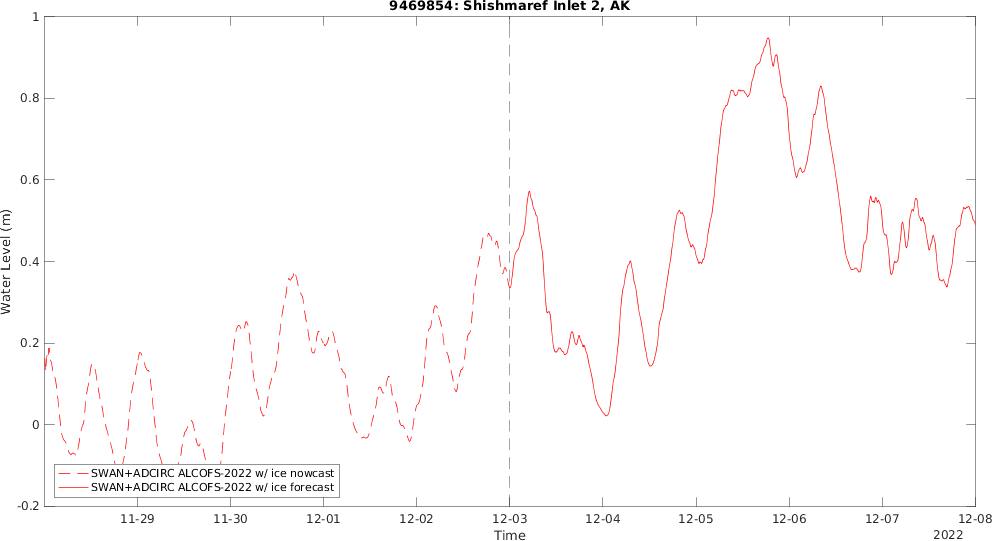 9469854: Shishmaref Inlet 2, AK
Water Level (m)
1
0.8
0.6
0.4
0.2
0
-0.2
SWAN+ADCIRC ALCOFS-2022 w/ ice nowcast
SWAN+ADCIRC ALCOFS-2022 w/ ice forecast
11-29 11-30 12-01 12-02 12-03 12-04 12-05 12-06 12-07 12-08
Time
2022